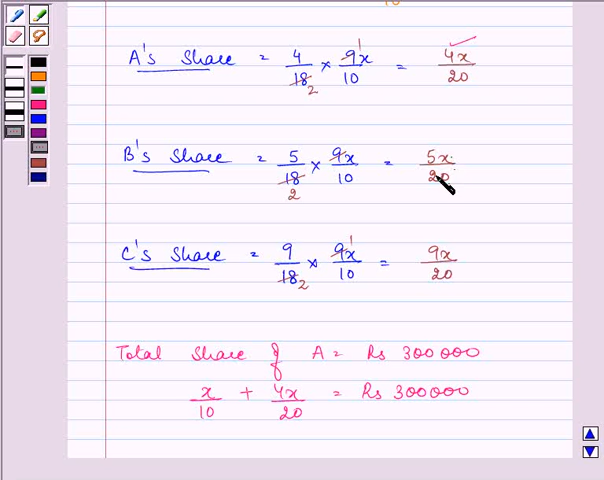 A's Share = 4/18 2 × 9x 1/10 = 4x/20
B's Share = 5/18 2 × 9x/10 = 5x/20
C's Share = 9/18 2 × 9x 1/10 = 9x/20
Total Share of A = Rs 300000
x/10 + 4x/20 = Rs 300000